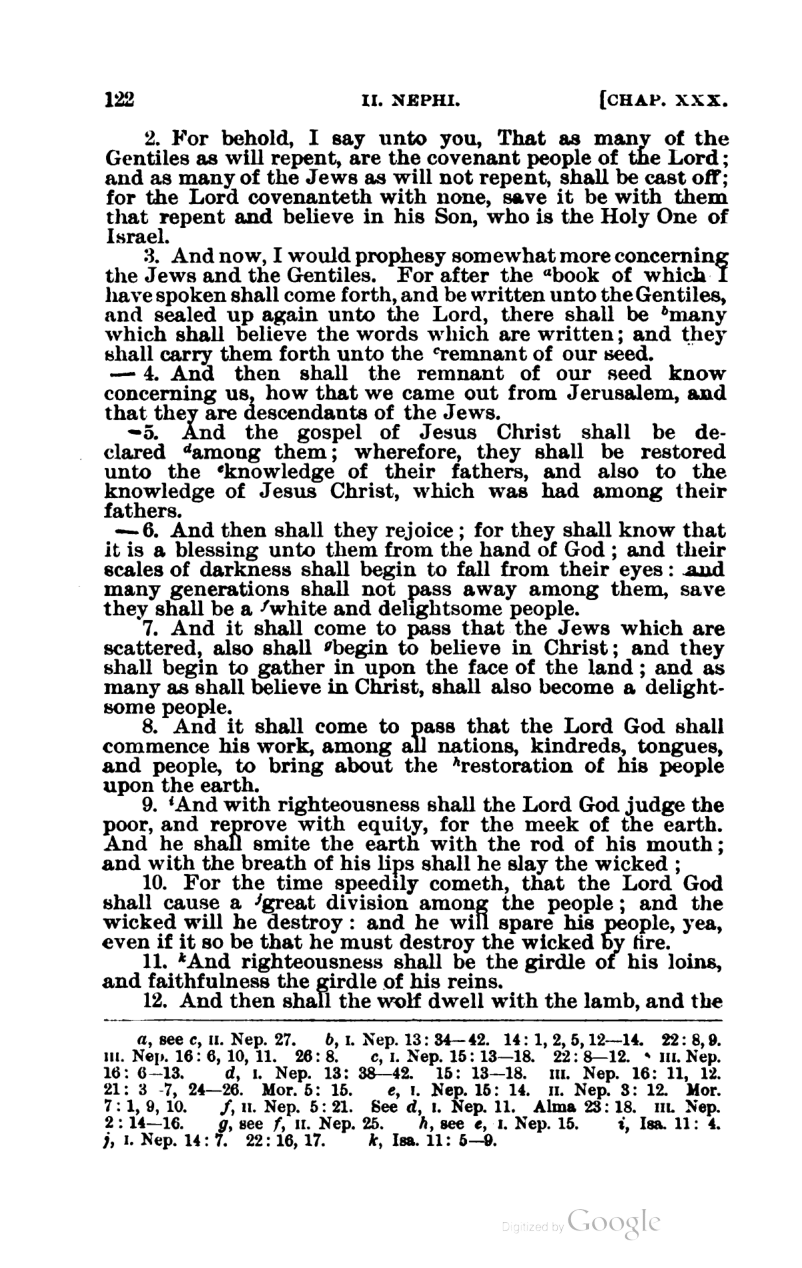 122 II. NEPHI. [CHAP. XXX.
2. For behold, I say unto you, That as many of the
Gentiles as will repent, are the covenant people of the Lord;
and as many of the Jews as will not repent, shall be cast off;
for the Lord covenanteth with none, save it be with them
that repent and believe in his Son, who is the Holy One of
Israel.
3. And now, I would prophesy somewhat more concerning
the Jews and the Gentiles. For after the ᵃbook of which I
have spoken shall come forth, and be written unto the Gentiles,
and sealed up again unto the Lord, there shall be ᵇmany
which shall believe the words which are written; and they
shall carry them forth unto the ᶜremnant of our seed.
— 4. And then shall the remnant of our seed know
concerning us, how that we came out from Jerusalem, and
that they are descendants of the Jews.
—5. And the gospel of Jesus Christ shall be de-
clared ᵈamong them; wherefore, they shall be restored
unto the ᵉknowledge of their fathers, and also to the
knowledge of Jesus Christ, which was had among their
fathers.
—6. And then shall they rejoice; for they shall know that
it is a blessing unto them from the hand of God; and their
scales of darkness shall begin to fall from their eyes: and
many generations shall not pass away among them, save
they shall be a ᶠwhite and delightsome people.
7. And it shall come to pass that the Jews which are
scattered, also shall ᵍbegin to believe in Christ; and they
shall begin to gather in upon the face of the land; and as
many as shall believe in Christ, shall also become a delight-
some people.
8. And it shall come to pass that the Lord God shall
commence his work, among all nations, kindreds, tongues,
and people, to bring about the ʰrestoration of his people
upon the earth.
9. ⁱAnd with righteousness shall the Lord God judge the
poor, and reprove with equity, for the meek of the earth.
And he shall smite the earth with the rod of his mouth;
and with the breath of his lips shall he slay the wicked;
10. For the time speedily cometh, that the Lord God
shall cause a ʲgreat division among the people; and the
wicked will he destroy: and he will spare his people, yea,
even if it so be that he must destroy the wicked by fire.
11. ᵏAnd righteousness shall be the girdle of his loins,
and faithfulness the girdle of his reins.
12. And then shall the wolf dwell with the lamb, and the
a, see c, II. Nep. 27. b, I. Nep. 13: 34—42. 14: 1, 2, 5, 12—14. 22: 8, 9.
III. Nep. 16: 6, 10, 11. 26: 8. c, I. Nep. 15: 13—18. 22: 8—12. III. Nep.
16: 6—13. d, I. Nep. 13: 38—42. 15: 13—18. III. Nep. 16: 11, 12.
21: 3-7, 24—26. Mor. 5: 15. e, I. Nep. 15: 14. II. Nep. 3: 12. Mor.
7: 1, 9, 10. f, II. Nep. 5: 21. See d, I. Nep. 11. Alma 23: 18. III. Nep.
2: 14—16. g, see f, II. Nep. 25. h, see e, I. Nep. 15. i, Isa. 11: 4.
j, I. Nep. 14: 7. 22: 16, 17. k, Isa. 11: 5—9.
Digitized by Google